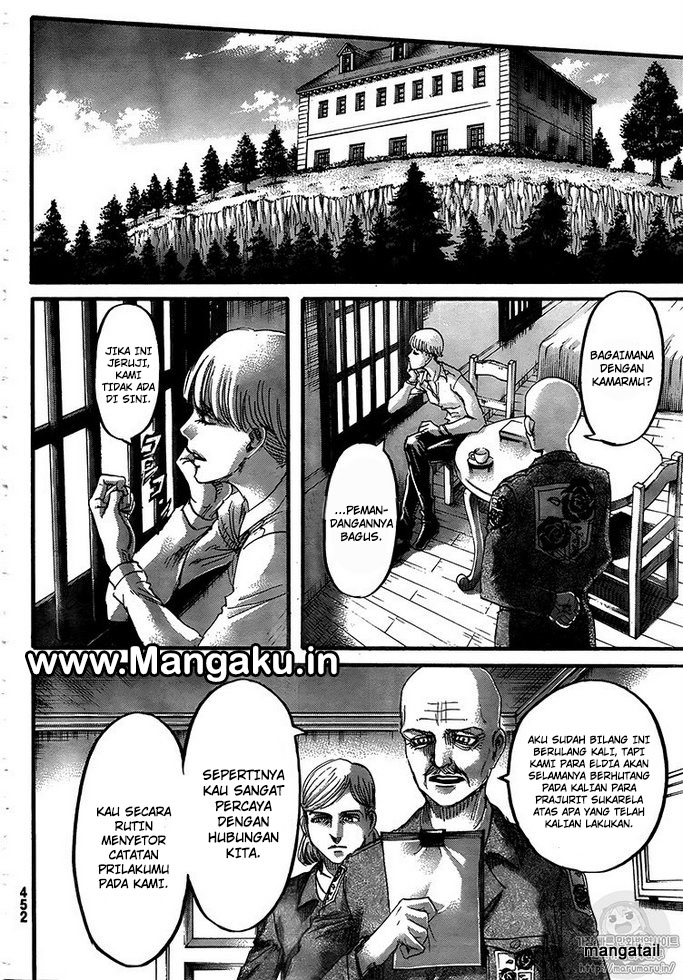 BAGAIMANA
DENGAN
KAMARMU?
...PEMAN-
DANGANNYA
BAGUS.
JIKA INI
JERUJI,
KAMI
TIDAK ADA
DI SINI.
www.Mangaku.in
AKU SUDAH BILANG INI
BERULANG KALI, TAPI
KAMI PARA ELDIA AKAN
SELAMANYA BERHUTANG
PADA KALIAN PARA
PRAJURIT SUKARELA
ATAS APA YANG TELAH
KALIAN LAKUKAN.
SEPERTINYA
KAU SANGAT
PERCAYA
DENGAN
HUBUNGAN
KITA.
KAU SECARA
RUTIN
MENYETOR
CATATAN
PRILAKUMU
PADA KAMI.
452
mangatail
http://marumaru.in/